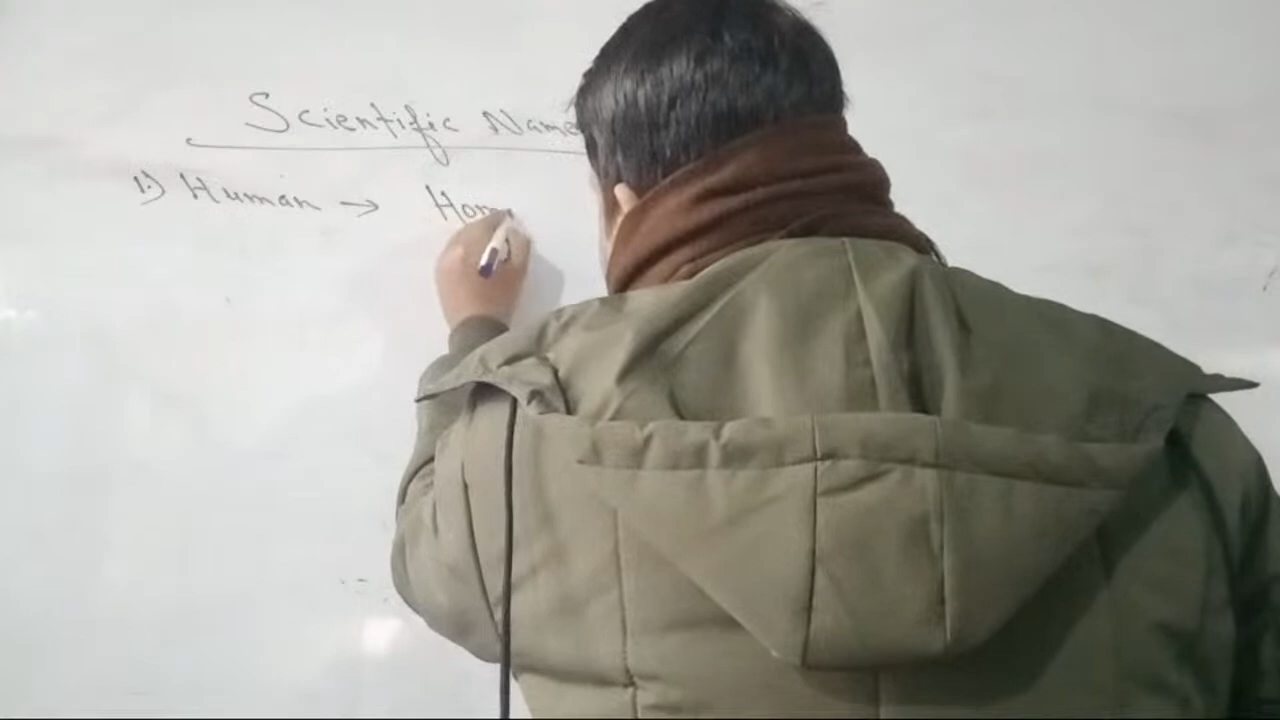 Scientific Name
1.) Human → Hom